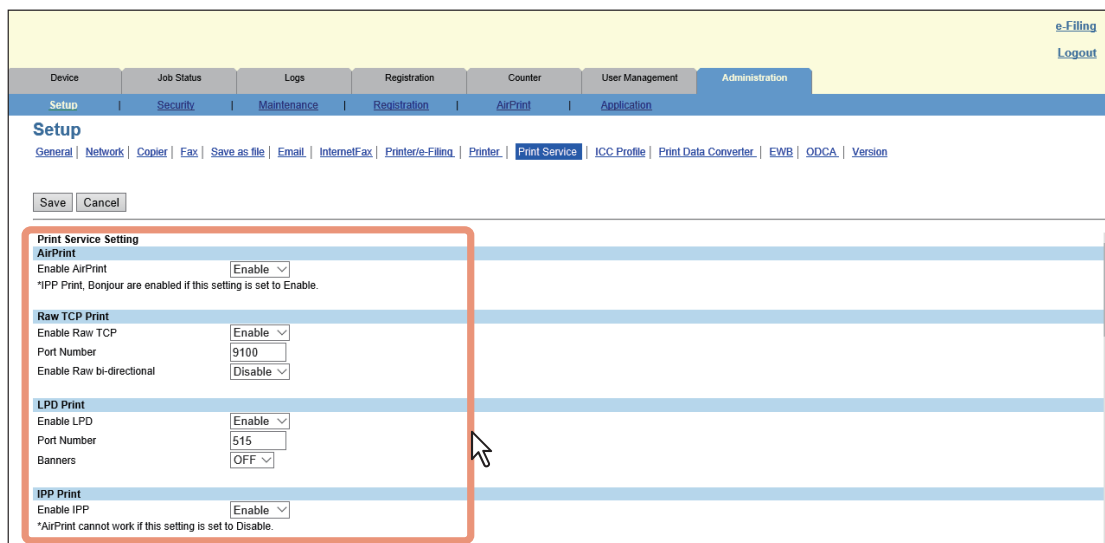 e-Filing
Logout
Device Job Status Logs Registration Counter User Management Administration
Setup | Security | Maintenance | Registration | AirPrint | Application
Setup
General | Network | Copier | Fax | Save as file | Email | InternetFax | Printer/e-Filing | Printer | Print Service | ICC Profile | Print Data Converter | EWB | ODCA | Version
Save Cancel
Print Service Setting
AirPrint
Enable AirPrint Enable
*IPP Print, Bonjour are enabled if this setting is set to Enable.
Raw TCP Print
Enable Raw TCP Enable
Port Number 9100
Enable Raw bi-directional Disable
LPD Print
Enable LPD Enable
Port Number 515
Banners OFF
IPP Print
Enable IPP Enable
*AirPrint cannot work if this setting is set to Disable.